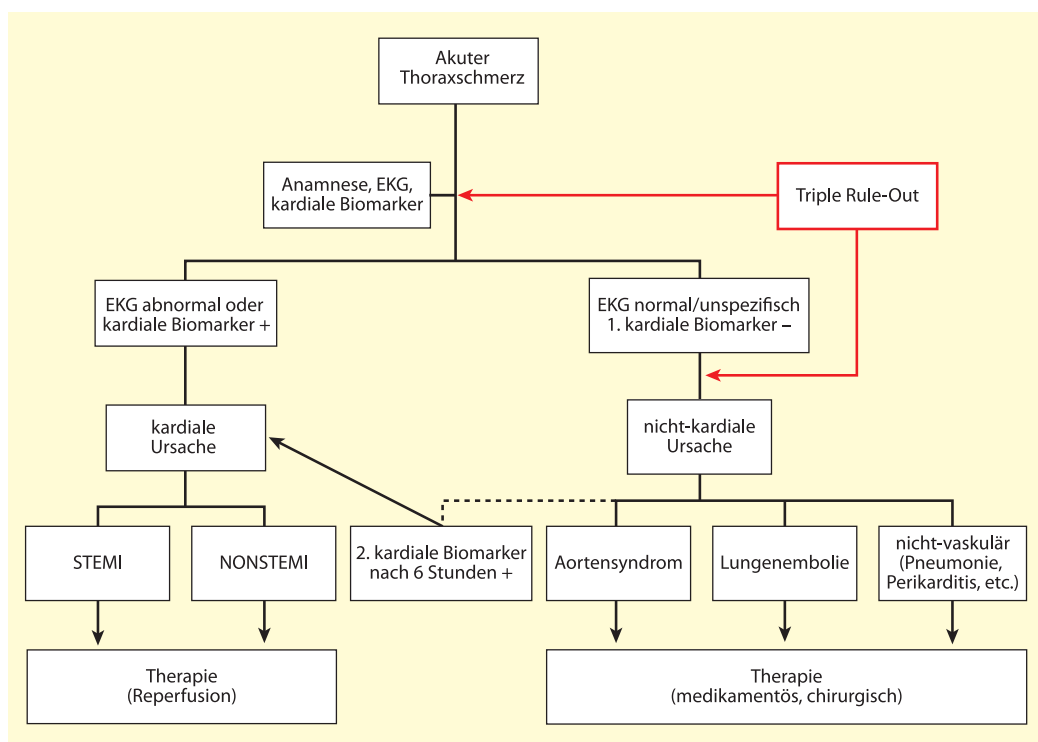 Akuter
Thoraxschmerz
Anamnese, EKG,
kardiale Biomarker
Triple Rule-Out
EKG abnormal oder
kardiale Biomarker +
EKG normal/unspezifisch
1. kardiale Biomarker –
kardiale
Ursache
nicht-kardiale
Ursache
STEMI
NONSTEMI
2. kardiale Biomarker
nach 6 Stunden +
Aortensyndrom
Lungenembolie
nicht-vaskulär
(Pneumonie,
Perikarditis, etc.)
Therapie
(Reperfusion)
Therapie
(medikamentös, chirurgisch)